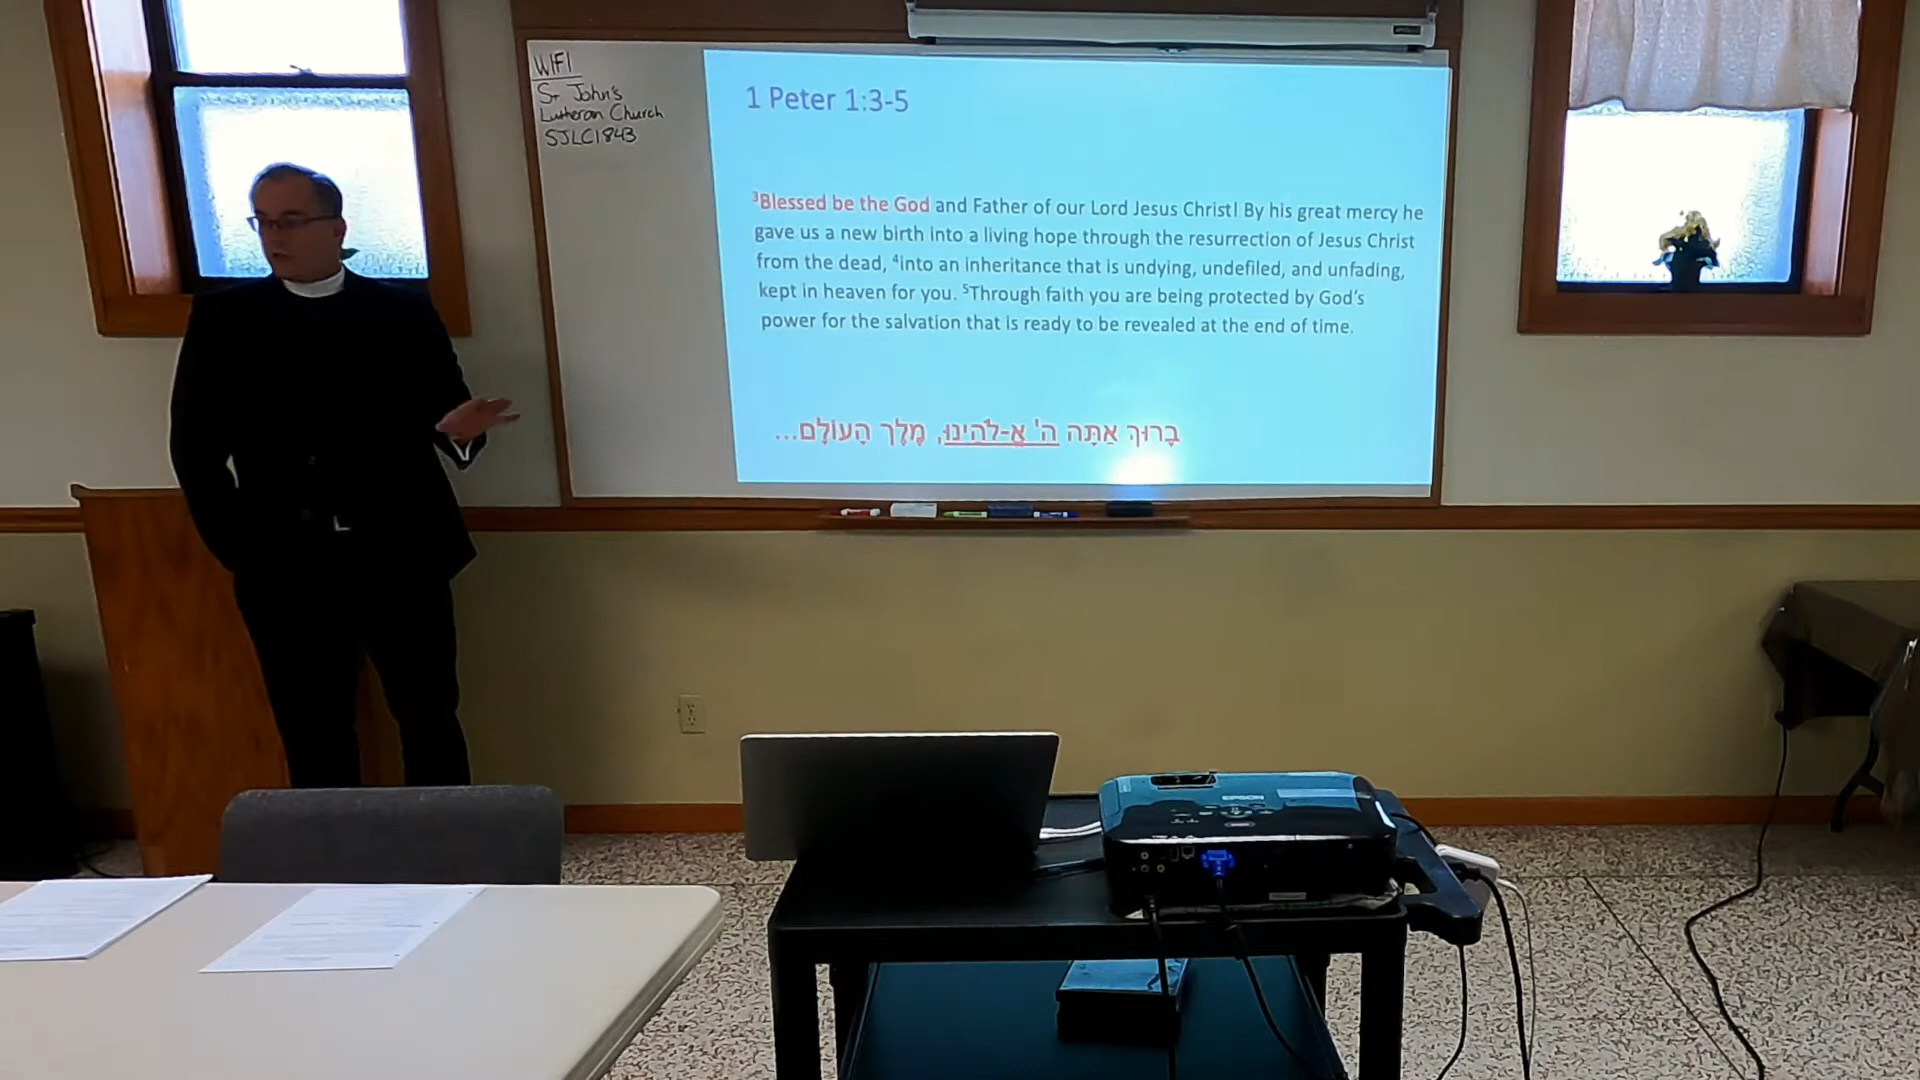 WIFI
St John's
Lutheran Church
SJLC1843
1 Peter 1:3-5
³Blessed be the God and Father of our Lord Jesus Christ! By his great mercy he
gave us a new birth into a living hope through the resurrection of Jesus Christ
from the dead, ⁴into an inheritance that is undying, undefiled, and unfading,
kept in heaven for you. ⁵Through faith you are being protected by God's
power for the salvation that is ready to be revealed at the end of time.
בָּרוּךְ אַתָּה ה' אֱ-לֹהֵינוּ, מֶלֶך הָעוֹלָם...
EPSON